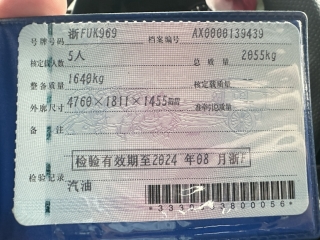 号牌号码 浙FUK969 档案编号 AX0008139439
核定载人数 5人 总质量 2055kg
整备质量 1640kg 核定载质量
外廓尺寸 4760×1811×1455mm 准牵引总质量
备注
检验有效期至2024年08月浙F
检验记录
汽油